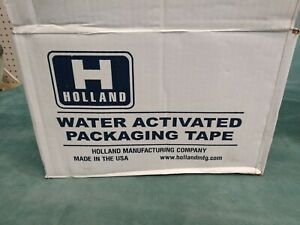 H
HOLLAND
WATER ACTIVATED
PACKAGING TAPE
HOLLAND MANUFACTURING COMPANY
MADE IN THE USA www.hollandmfg.com